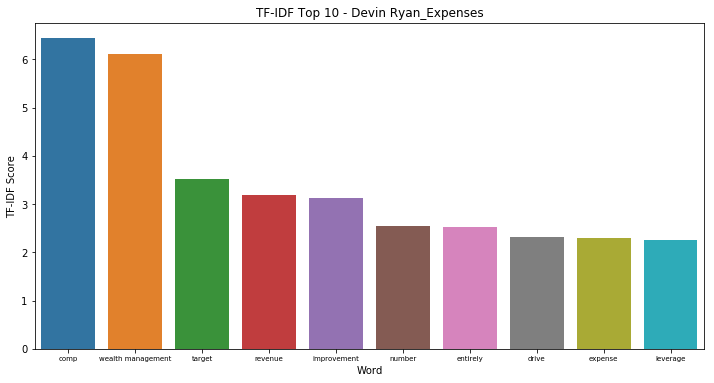 TF-IDF Top 10 - Devin Ryan_Expenses
TF-IDF Score
6
5
4
3
2
1
0
comp wealth management target revenue improvement number entirely drive expense leverage
Word